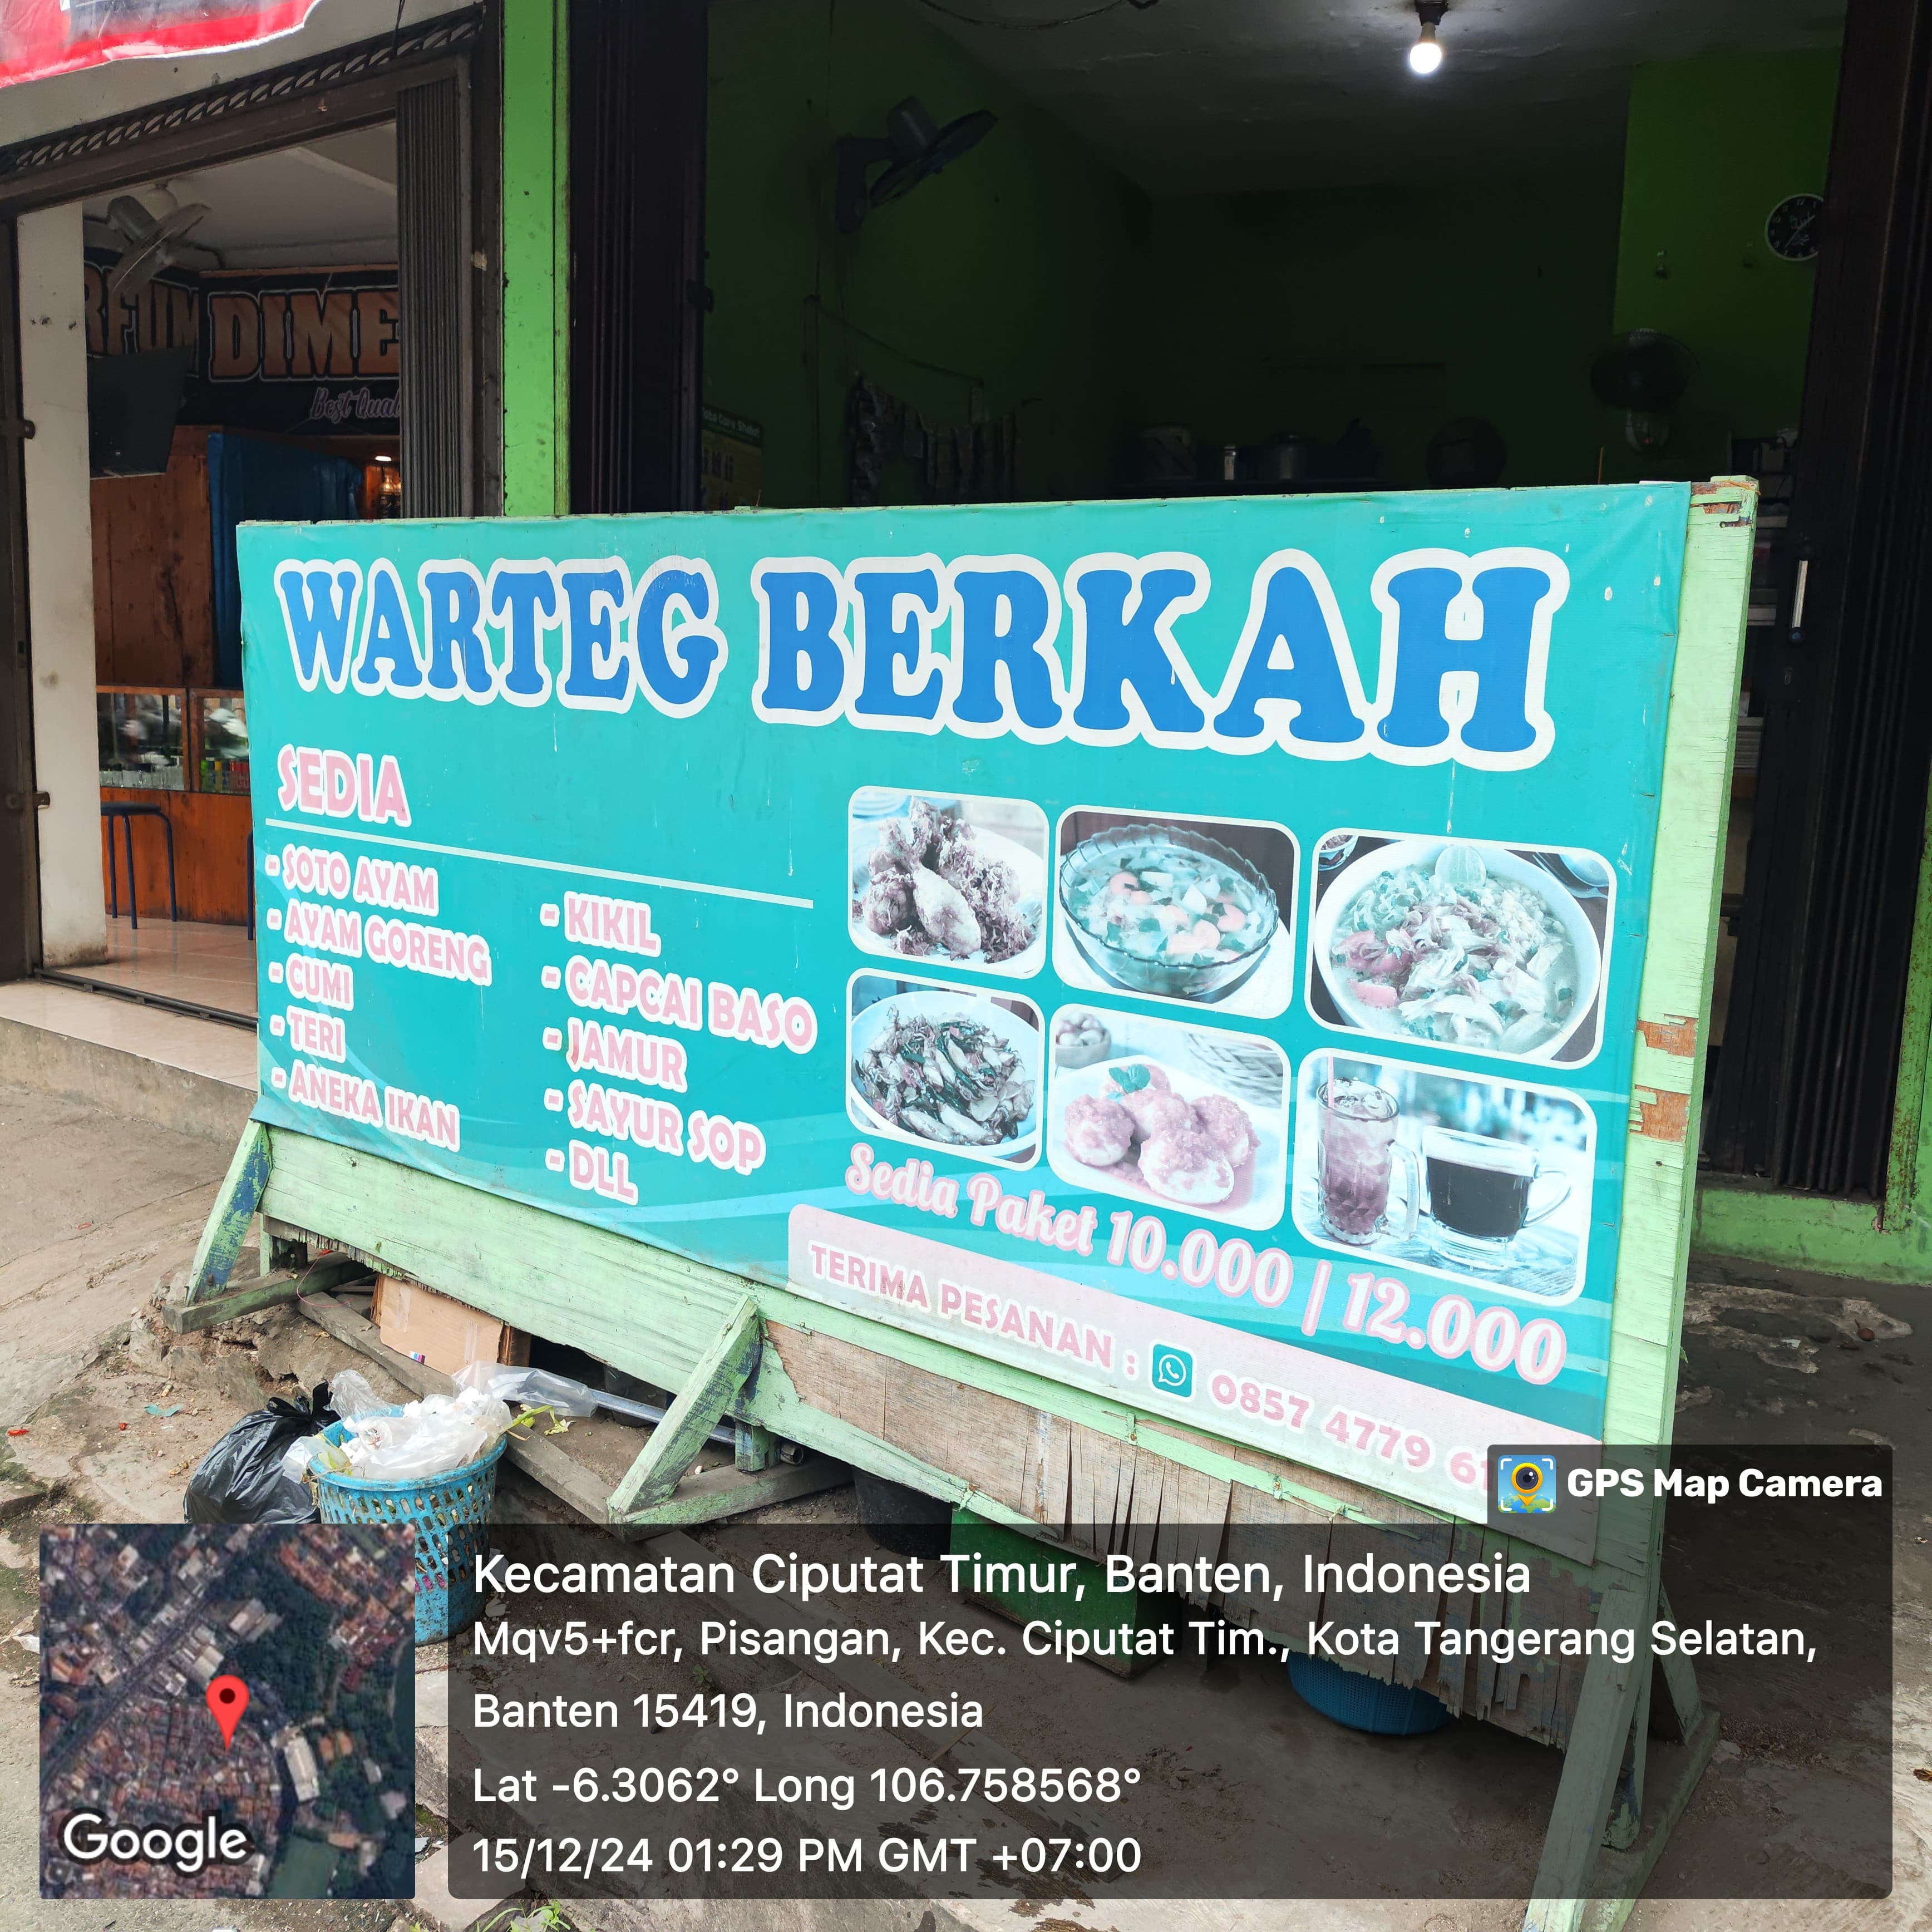 DIME
WARTEG BERKAH
SEDIA
- SOTO AYAM
- AYAM GORENG
- CUMI
- TERI
- ANEKA IKAN
- KIKIL
- CAPCAI BASO
- JAMUR
- SAYUR SOP
- DLL
Sedia Paket 10.000 | 12.000
TERIMA PESANAN : 0857 4779
GPS Map Camera
Kecamatan Ciputat Timur, Banten, Indonesia
Mqv5+fcr, Pisangan, Kec. Ciputat Tim., Kota Tangerang Selatan,
Banten 15419, Indonesia
Lat -6.3062° Long 106.758568°
15/12/24 01:29 PM GMT +07:00
Google